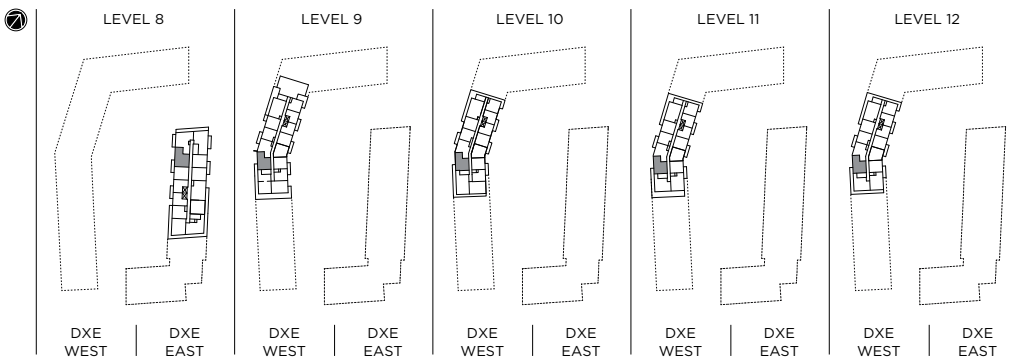 LEVEL 8
LEVEL 9
LEVEL 10
LEVEL 11
LEVEL 12
DXE
WEST
DXE
EAST
DXE
WEST
DXE
EAST
DXE
WEST
DXE
EAST
DXE
WEST
DXE
EAST
DXE
WEST
DXE
EAST